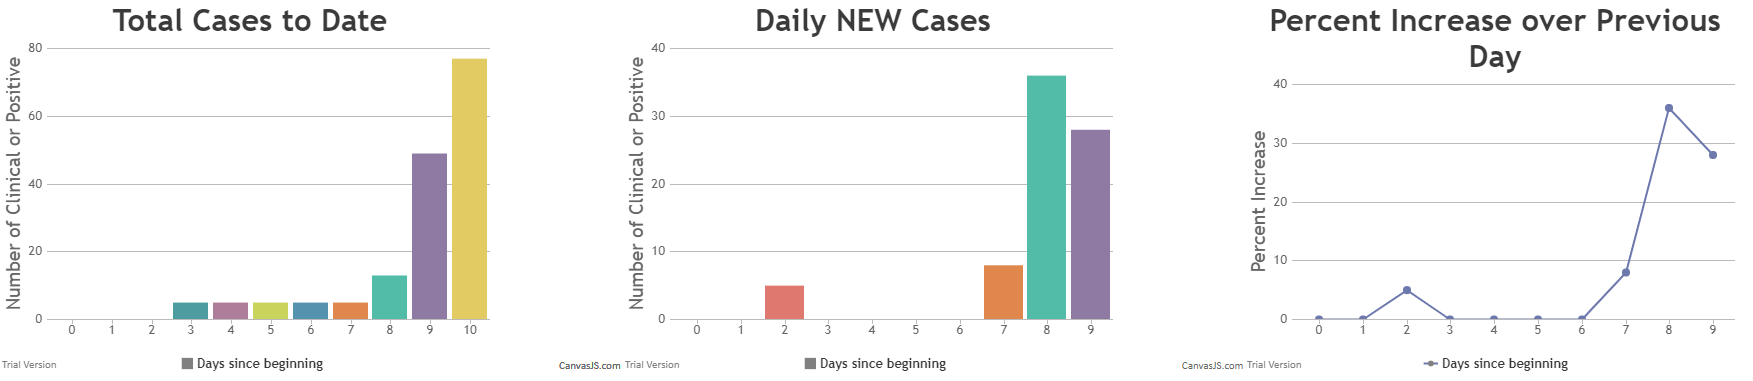 Total Cases to Date
Number of Clinical or Positive
80
60
40
20
0
0 1 2 3 4 5 6 7 8 9 10
Days since beginning
Trial Version
CanvasJS.com
Daily NEW Cases
Number of Clinical or Positive
40
30
20
10
0
0 1 2 3 4 5 6 7 8 9
Days since beginning
Trial Version
CanvasJS.com
Percent Increase over Previous
Day
Percent Increase
40
30
20
10
0
0 1 2 3 4 5 6 7 8 9
Days since beginning
Trial Version